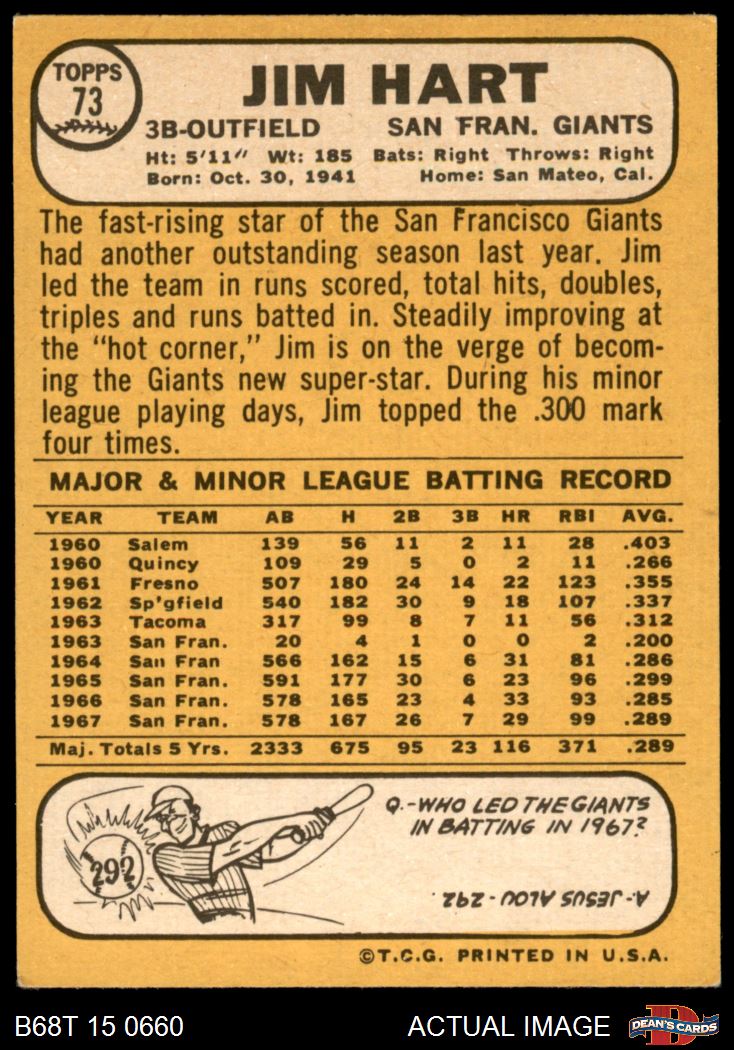 TOPPS
73
JIM HART
3B-OUTFIELD SAN FRAN. GIANTS
Ht: 5'11" Wt: 185 Bats: Right Throws: Right
Born: Oct. 30, 1941 Home: San Mateo, Cal.
The fast-rising star of the San Francisco Giants
had another outstanding season last year. Jim
led the team in runs scored, total hits, doubles,
triples and runs batted in. Steadily improving at
the "hot corner," Jim is on the verge of becom-
ing the Giants new super-star. During his minor
league playing days, Jim topped the .300 mark
four times.
MAJOR & MINOR LEAGUE BATTING RECORD
YEAR TEAM AB H 2B 3B HR RBI AVG.
1960 Salem 139 56 11 2 11 28 .403
1960 Quincy 109 29 5 0 2 11 .266
1961 Fresno 507 180 24 14 22 123 .355
1962 Sp'gfield 540 182 30 9 18 107 .337
1963 Tacoma 317 99 8 7 11 56 .312
1963 San Fran. 20 4 1 0 0 2 .200
1964 San Fran 566 162 15 6 31 81 .286
1965 San Fran. 591 177 30 6 23 96 .299
1966 San Fran. 578 165 23 4 33 93 .285
1967 San Fran. 578 167 26 7 29 99 .289
Maj. Totals 5 Yrs. 2333 675 95 23 116 371 .289
292
Q.-WHO LED THE GIANTS
IN BATTING IN 1967?
A-JESUS ALOU-.292
©T.C.G. PRINTED IN U.S.A.
B68T 15 0660 ACTUAL IMAGE DEAN'S CARDS